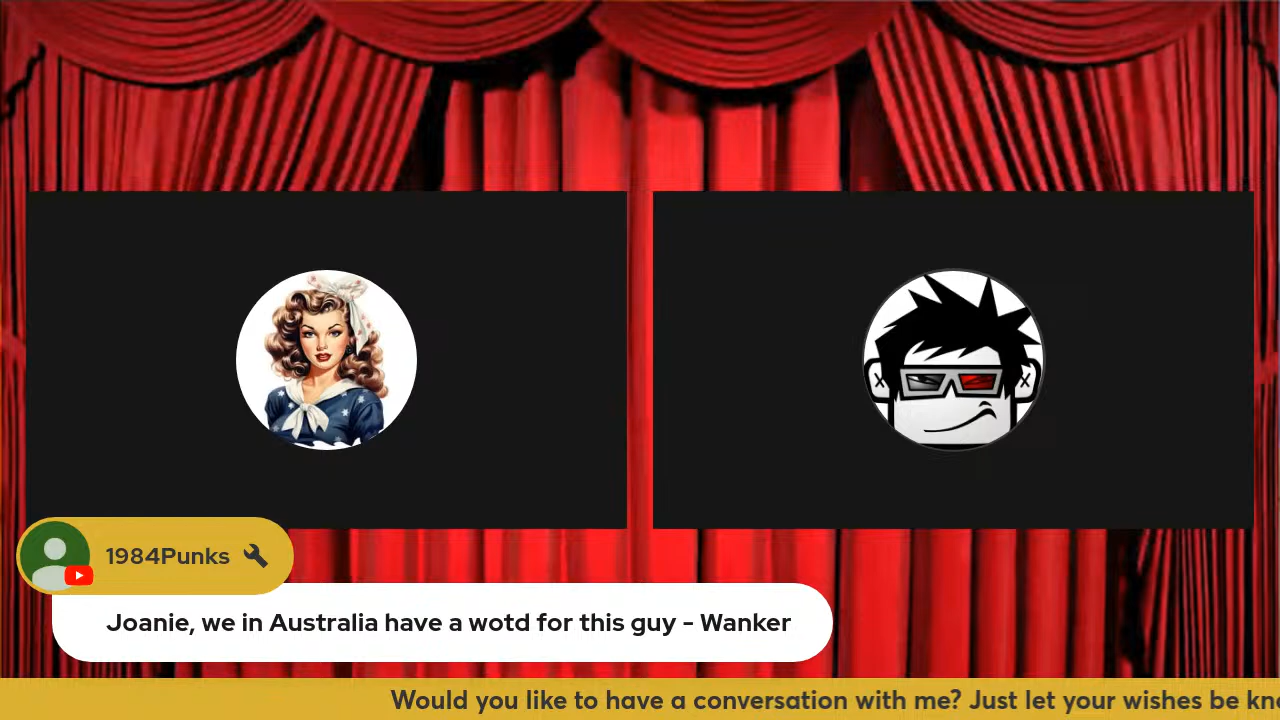 1984Punks
Joanie, we in Australia have a wotd for this guy - Wanker
Would you like to have a conversation with me? Just let your wishes be